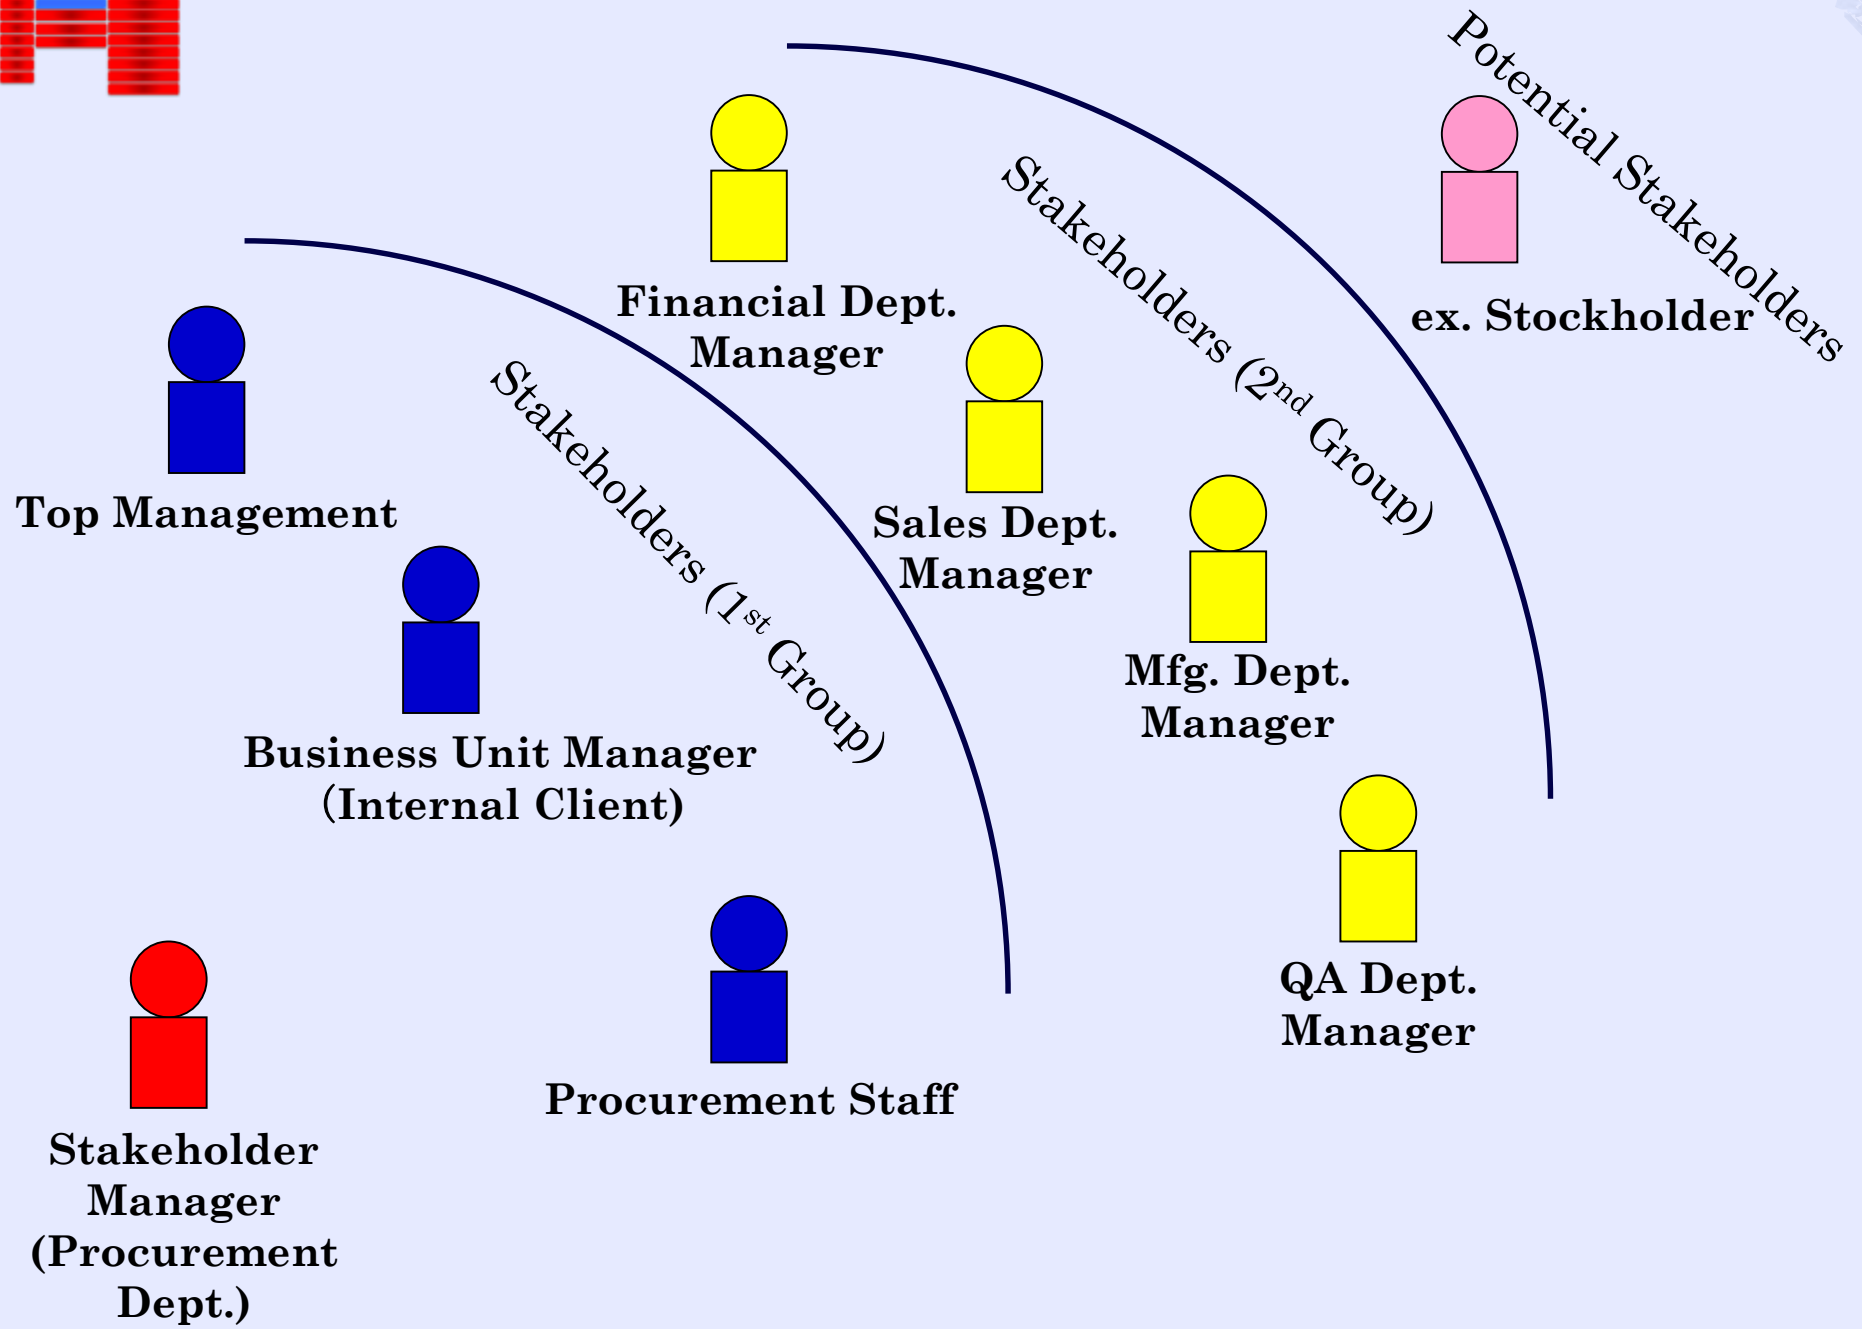 Potential Stakeholders
Stakeholders (2nd Group)
Financial Dept.
Manager
ex. Stockholder
Stakeholders (1st Group)
Top Management
Sales Dept.
Manager
Mfg. Dept.
Manager
Business Unit Manager
(Internal Client)
QA Dept.
Manager
Procurement Staff
Stakeholder
Manager
(Procurement
Dept.)